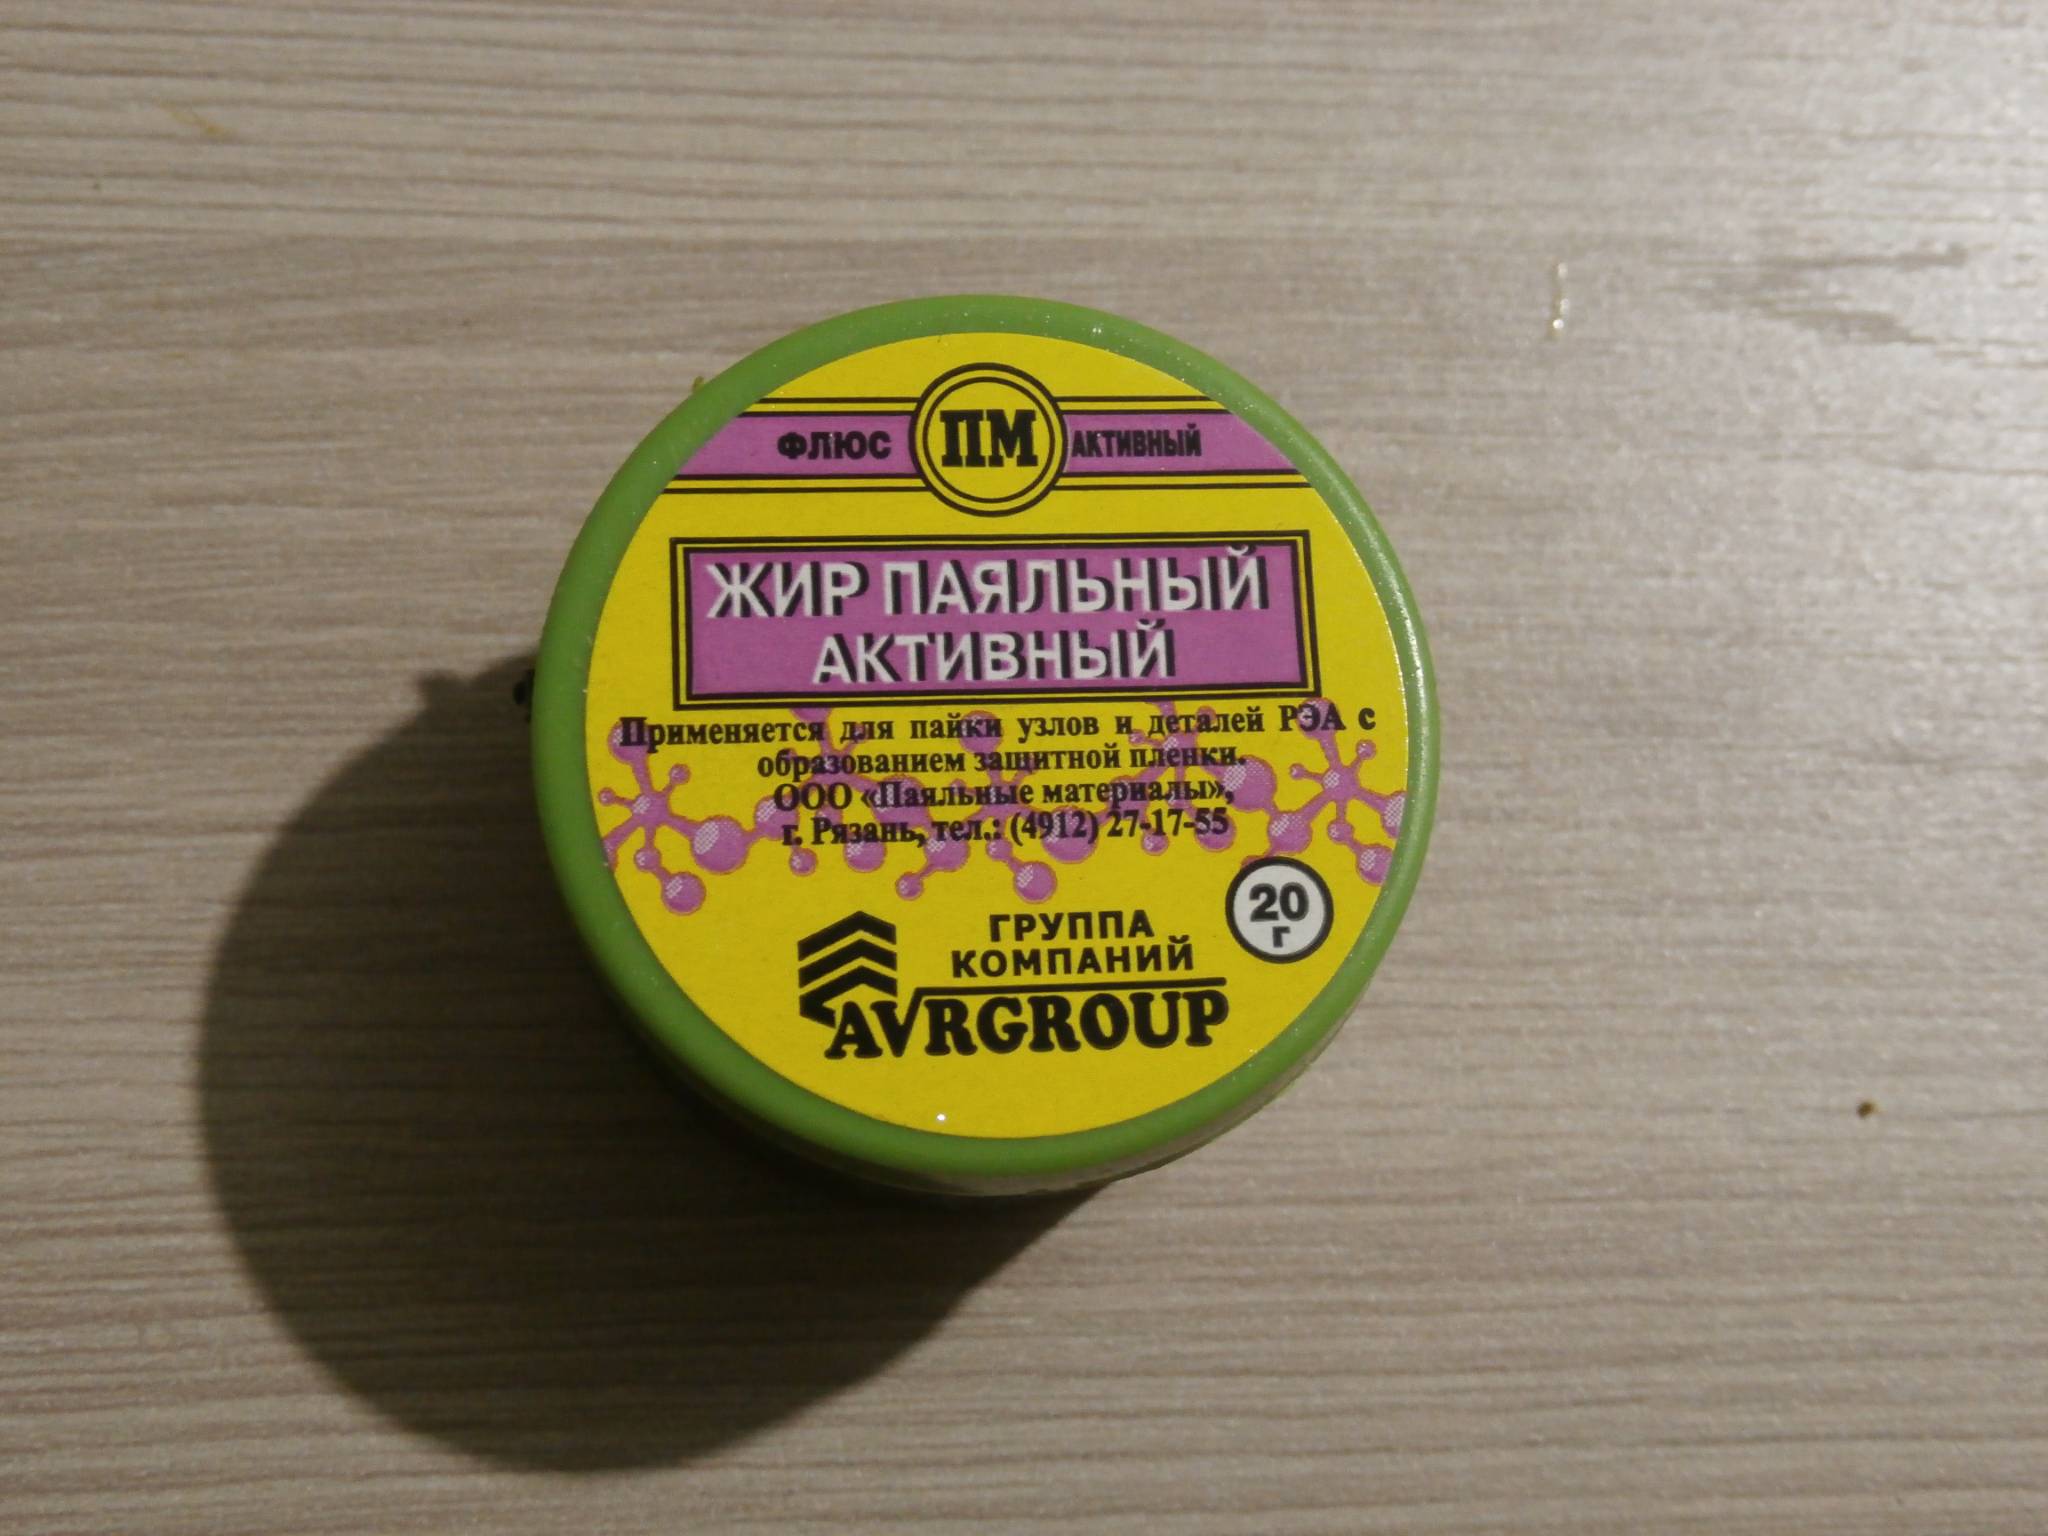 ФЛЮС ПМ АКТИВНЫЙ
ЖИР ПАЯЛЬНЫЙ
АКТИВНЫЙ
Применяется для пайки узлов и деталей РЭА с
образованием защитной пленки.
ООО «Паяльные материалы»,
г. Рязань, тел.: (4912) 27-17-55
20
г
ГРУППА
КОМПАНИЙ
AVRGROUP